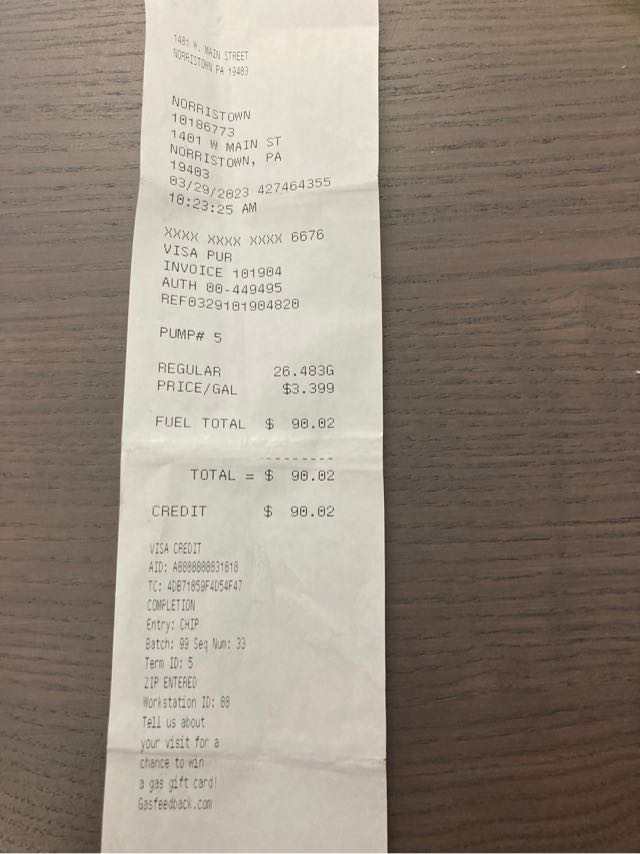 1401 W. MAIN STREET
NORRISTOWN PA 19403
NORRISTOWN
10186773
1401 W MAIN ST
NORRISTOWN, PA
19403
03/29/2023 427464355
10:23:25 AM
XXXX XXXX XXXX 6676
VISA PUR
INVOICE 101904
AUTH 00-449495
REF0329101904820
PUMP# 5
REGULAR 26.483G
PRICE/GAL $3.399
FUEL TOTAL $ 90.02
--------
TOTAL = $ 90.02
CREDIT $ 90.02
VISA CREDIT
AID: A0000000031010
TC: 4DB71859F4D54F47
COMPLETION
Entry: CHIP
Batch: 99 Seq Num: 33
Term ID: 5
ZIP ENTERED
Workstation ID: 00
Tell us about
your visit for a
chance to win
a gas gift card!
Gasfeedback.com